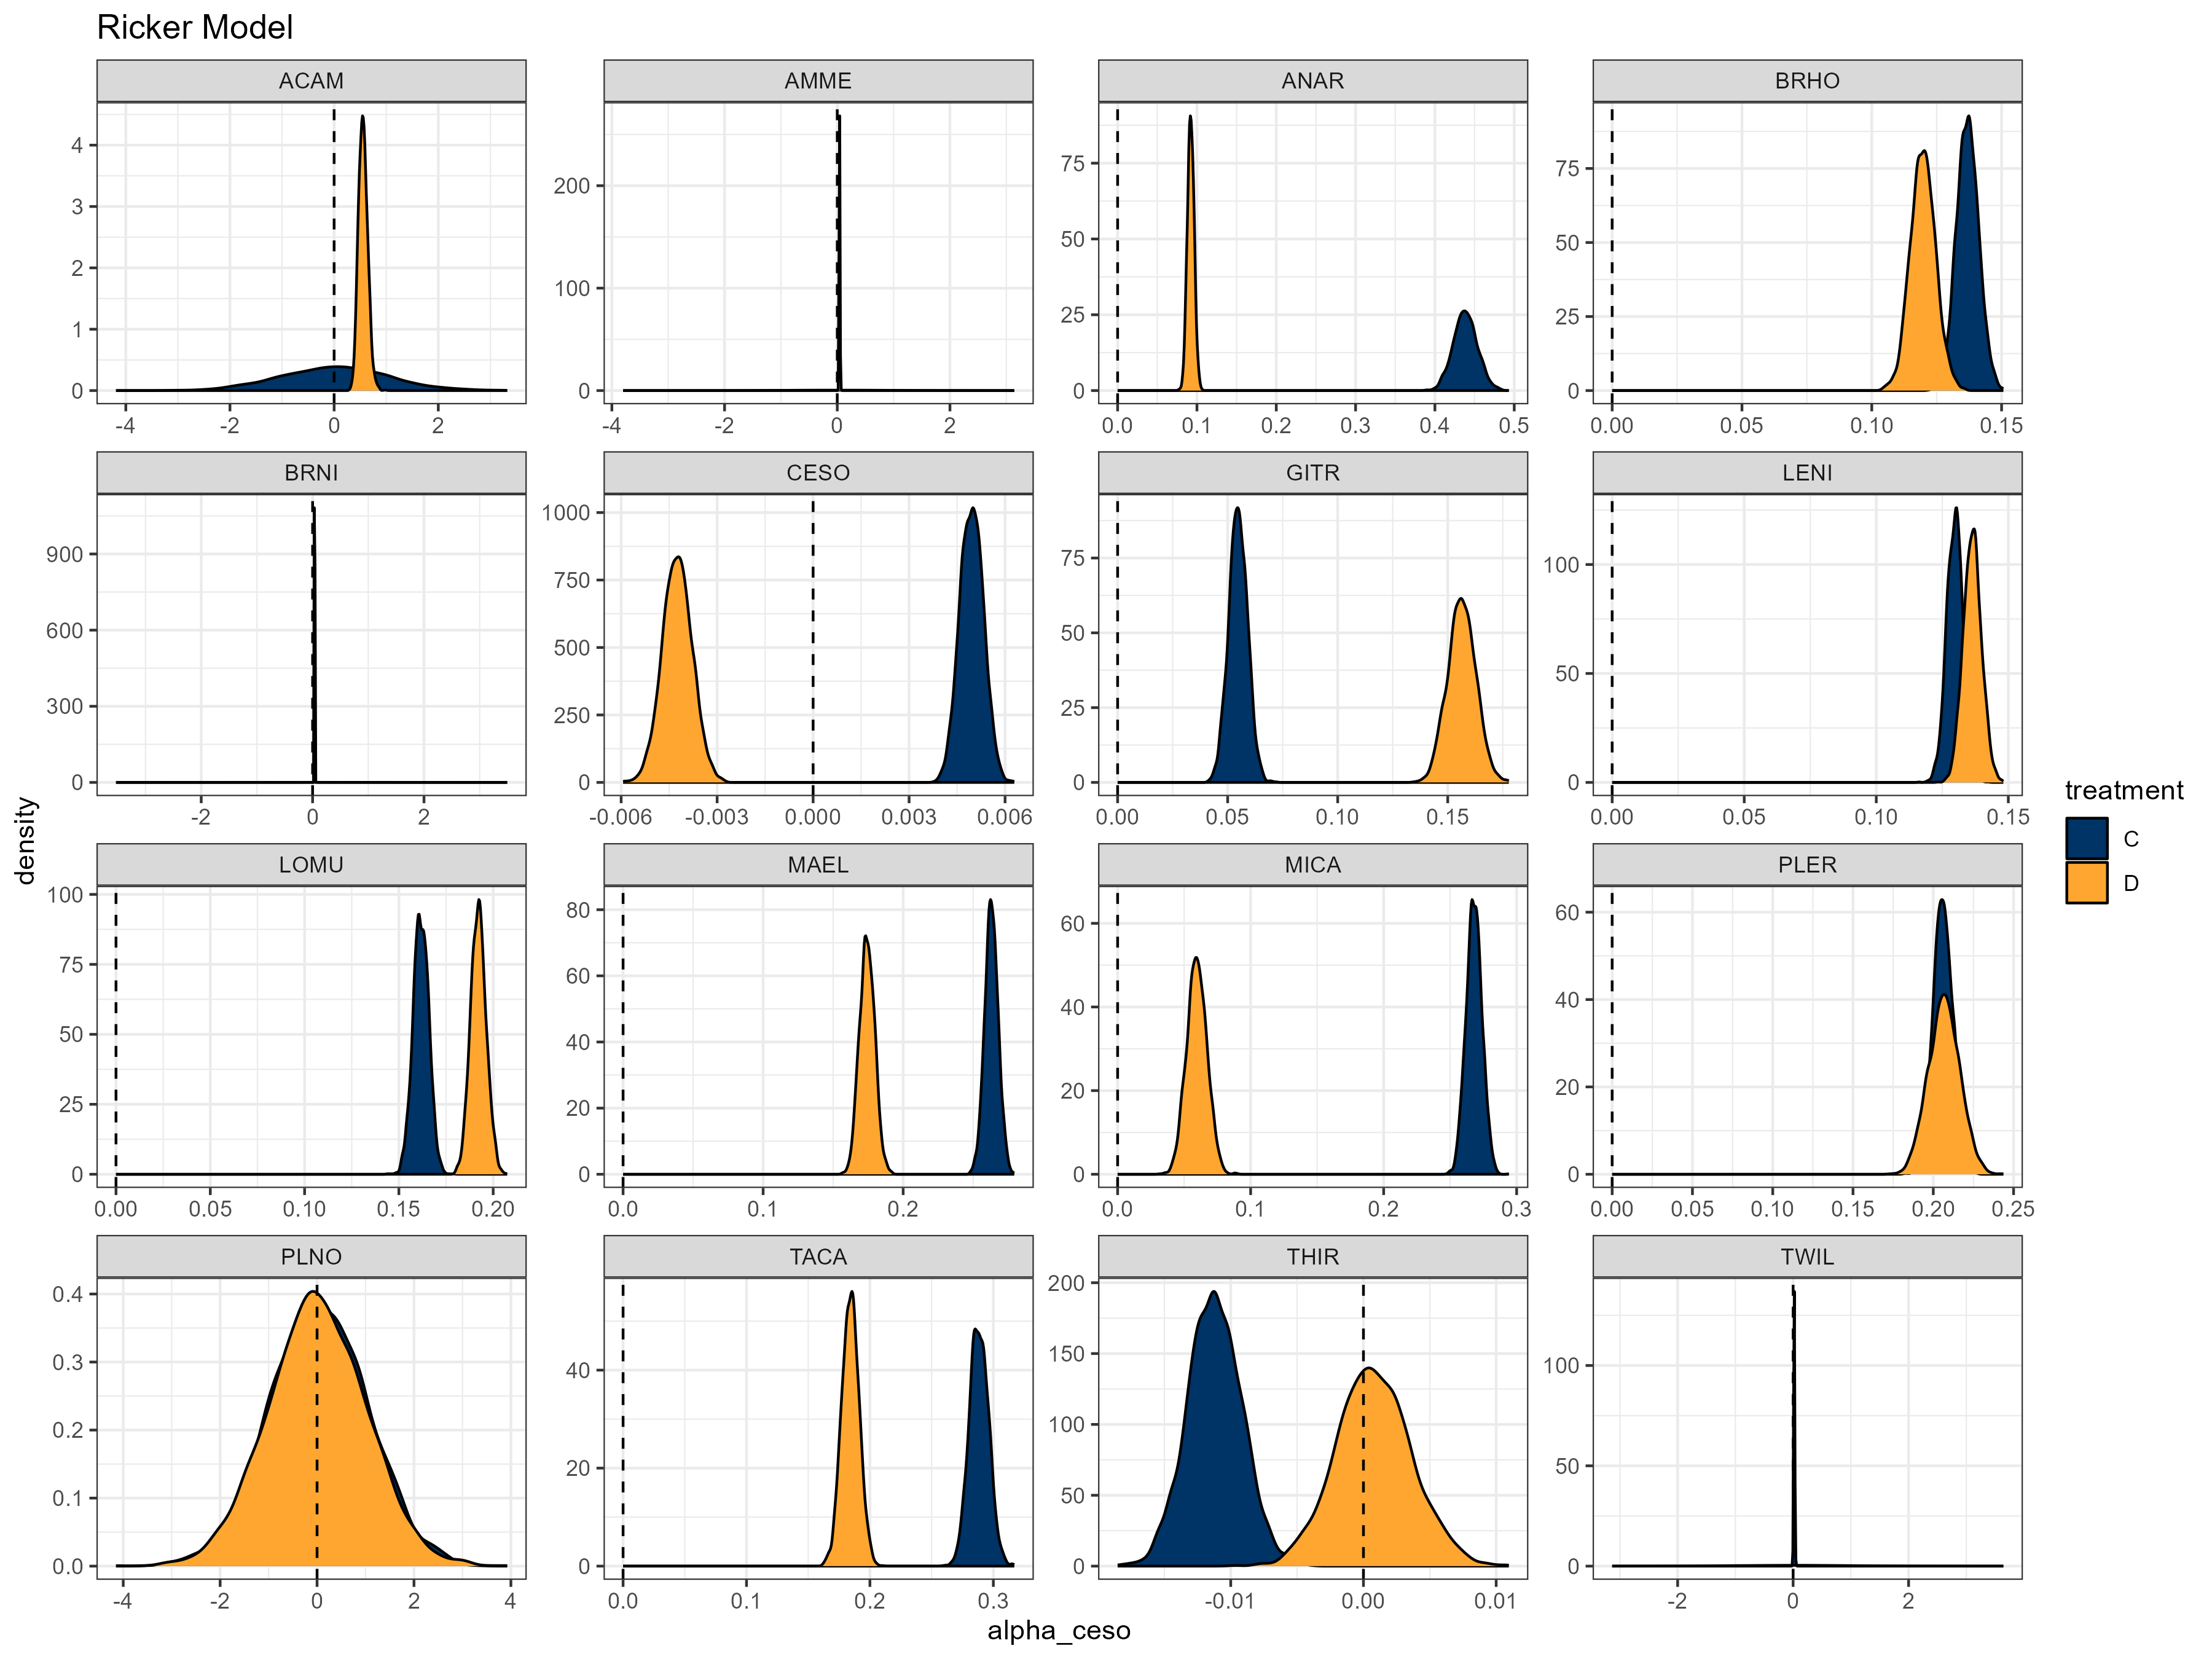 Ricker Model
ACAM AMME ANAR BRHO
4 3 2 1 0
-4 -2 0 2
200 100 0
-4 -2 0 2
75 50 25 0
0.0 0.1 0.2 0.3 0.4 0.5
75 50 25 0
0.00 0.05 0.10 0.15
BRNI CESO GITR LENI
900 600 300 0
-2 0 2
1000 750 500 250 0
-0.006 -0.003 0.000 0.003 0.006
75 50 25 0
0.00 0.05 0.10 0.15
100 50 0
0.00 0.05 0.10 0.15
LOMU MAEL MICA PLER
100 75 50 25 0
0.00 0.05 0.10 0.15 0.20
80 60 40 20 0
0.0 0.1 0.2
60 40 20 0
0.0 0.1 0.2 0.3
60 40 20 0
0.00 0.05 0.10 0.15 0.20 0.25
PLNO TACA THIR TWIL
0.4 0.3 0.2 0.1 0.0
-4 -2 0 2 4
40 20 0
0.0 0.1 0.2 0.3
200 150 100 50 0
-0.01 0.00 0.01
100 50 0
-2 0 2
density
alpha_ceso
treatment
C
D